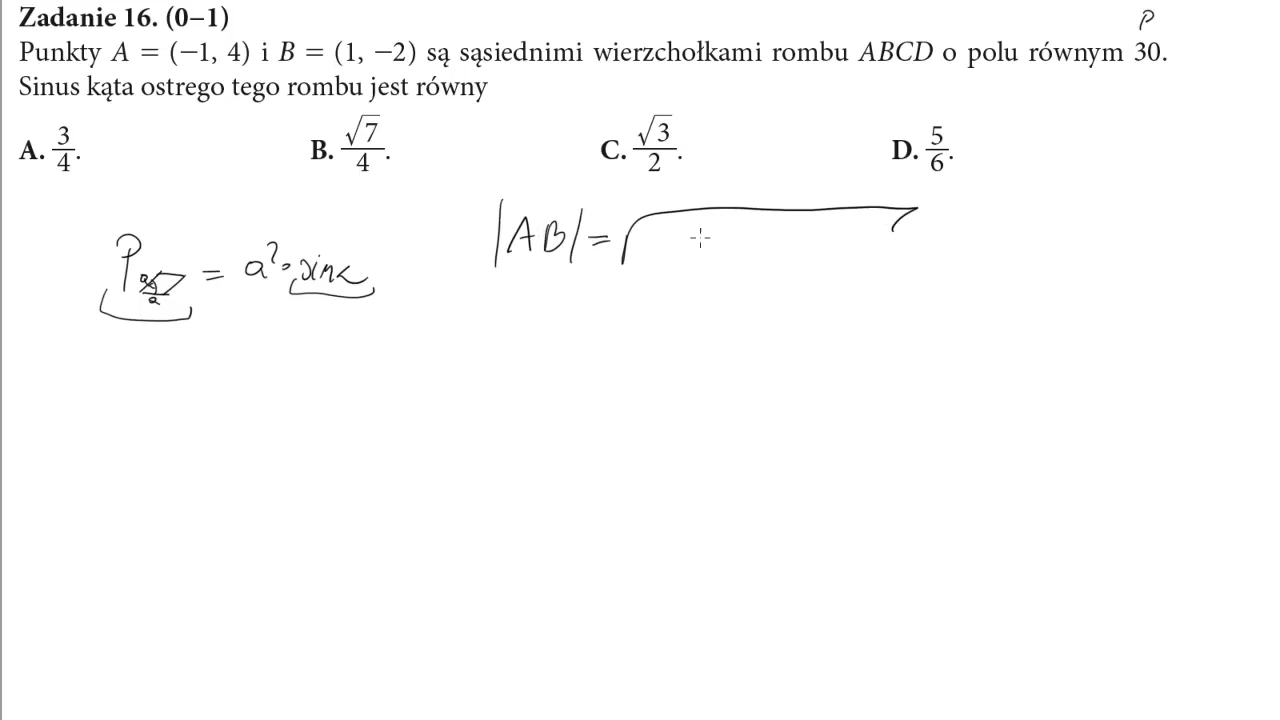 Zadanie 16. (0–1)
P
Punkty A = (−1, 4) i B = (1, −2) są sąsiednimi wierzchołkami rombu ABCD o polu równym 30.
Sinus kąta ostrego tego rombu jest równy
A. 3/4. B. √7/4. C. √3/2. D. 5/6.
|AB| = √
P = a² · sin α
a
a